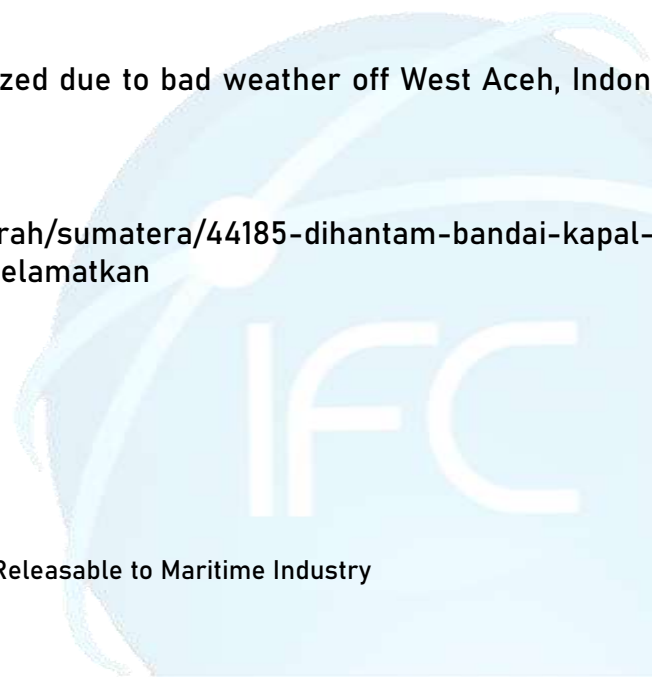 zed due to bad weather off West Aceh, Indon
rah/sumatera/44185-dihantam-bandai-kapal-
elamatkan
IFC
Releasable to Maritime Industry